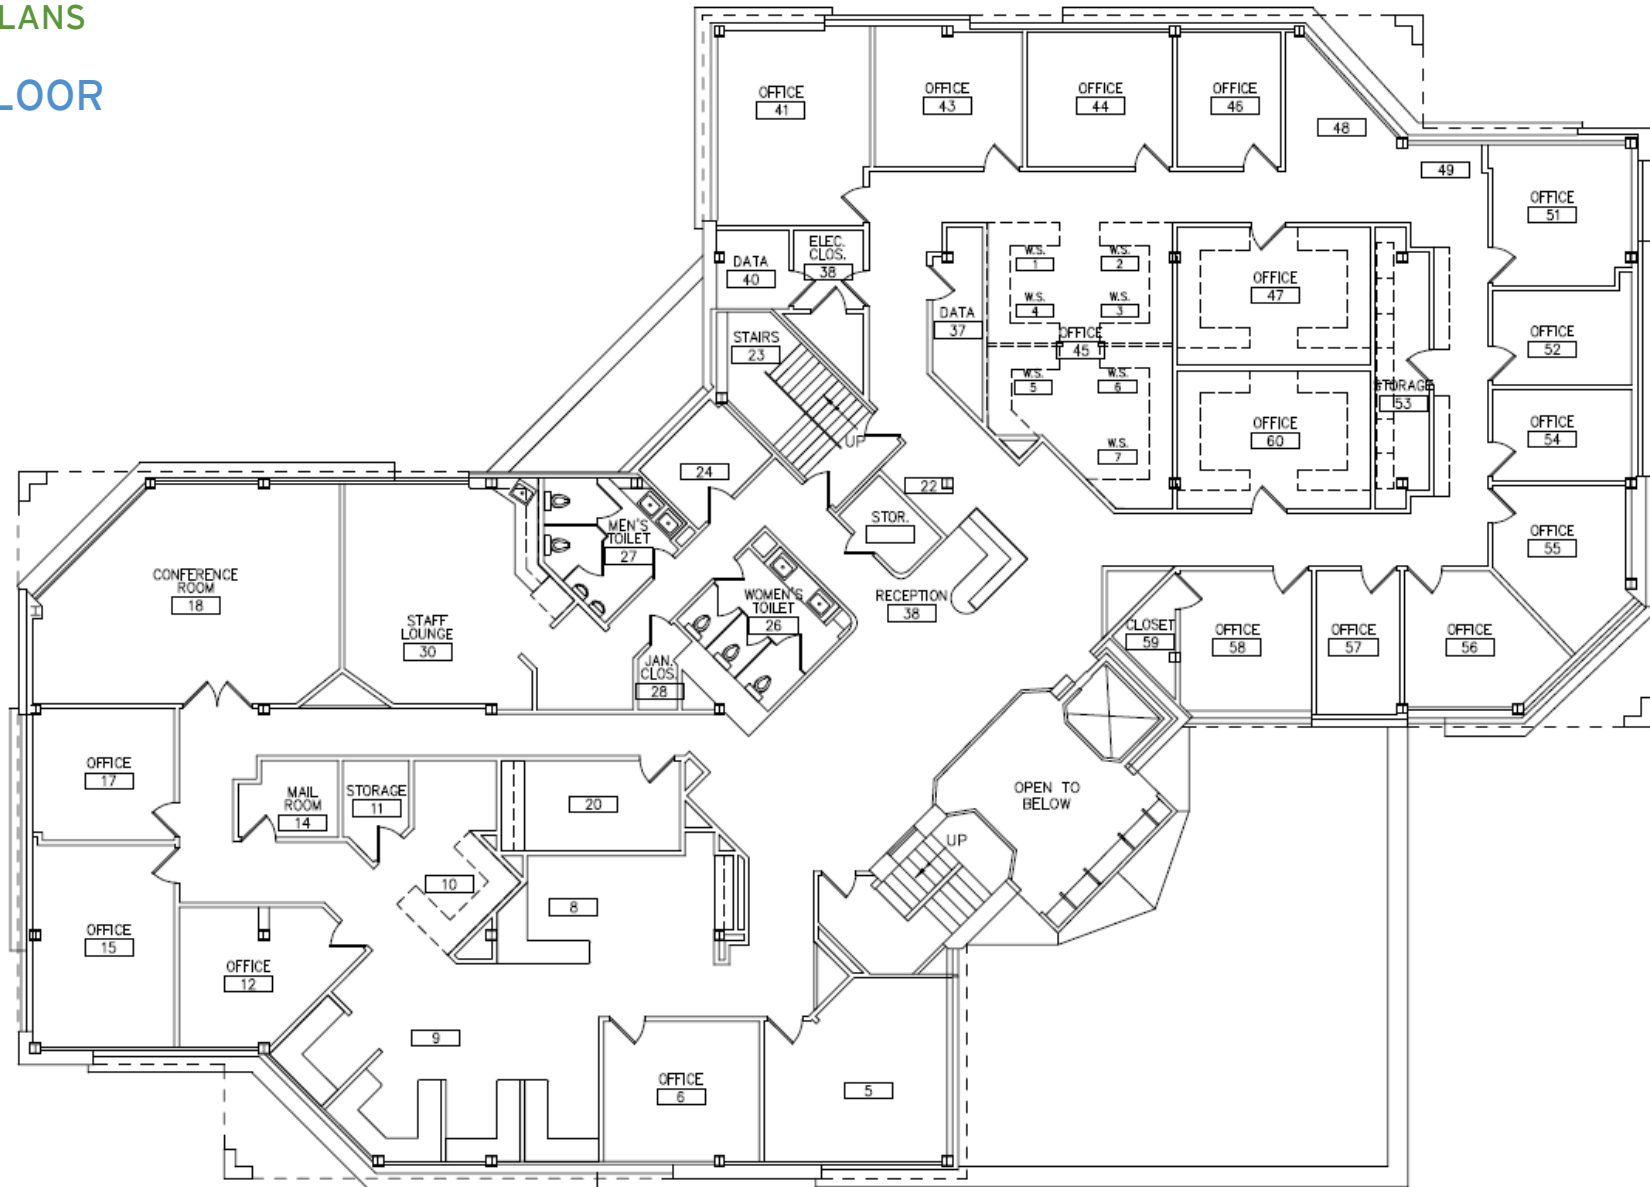 LANS
LOOR
OFFICE
41
OFFICE
43
OFFICE
44
OFFICE
46
48
49
OFFICE
51
DATA
40
ELEC.
CLOS.
38
W.S.
1
W.S.
2
W.S.
4
W.S.
3
OFFICE
45
W.S.
5
W.S.
6
W.S.
7
DATA
37
OFFICE
47
OFFICE
60
STORAGE
53
OFFICE
52
OFFICE
54
OFFICE
55
STAIRS
23
UP
24
22
STOR.
MEN'S
TOILET
27
WOMEN'S
TOILET
26
RECEPTION
38
CONFERENCE
ROOM
18
STAFF
LOUNGE
30
JAN.
CLOS.
28
CLOSET
59
OFFICE
58
OFFICE
57
OFFICE
56
OPEN TO
BELOW
UP
OFFICE
17
MAIL
ROOM
14
STORAGE
11
20
10
8
OFFICE
15
OFFICE
12
9
OFFICE
6
5